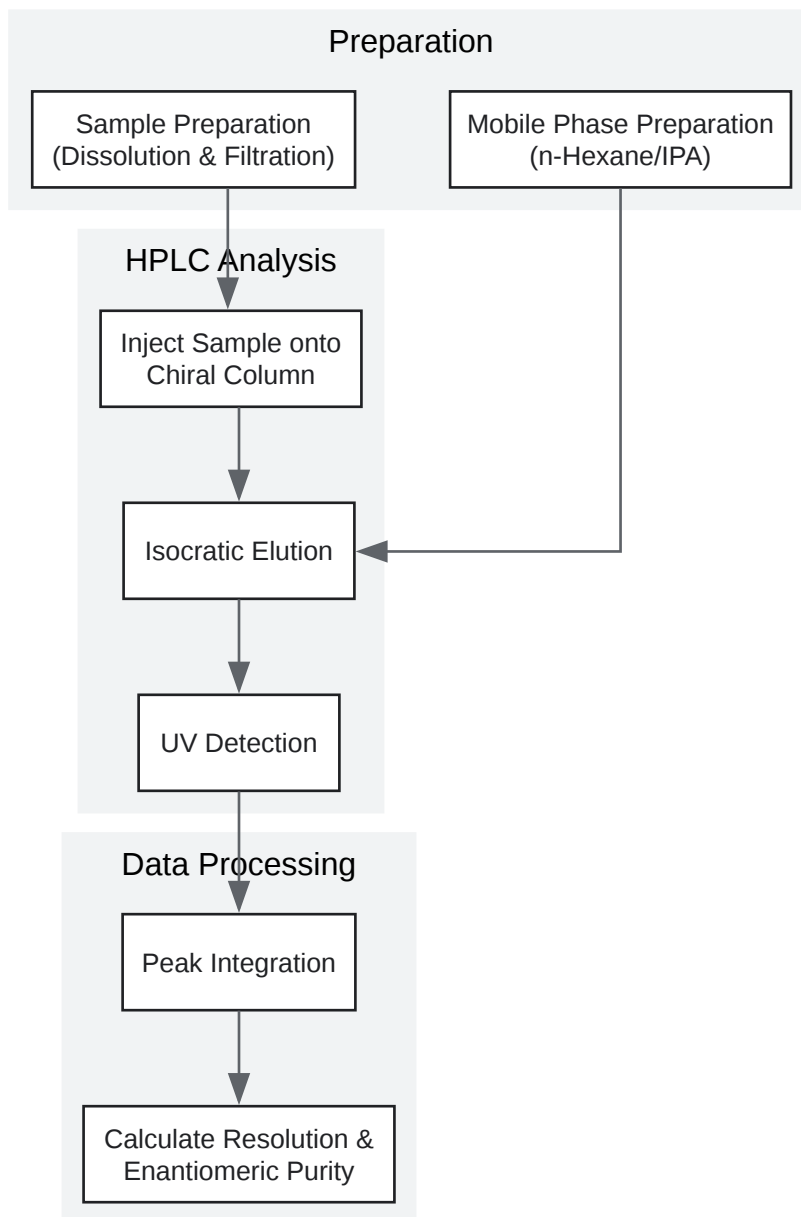 Preparation
Sample Preparation
(Dissolution & Filtration)
Mobile Phase Preparation
(n-Hexane/IPA)
HPLC Analysis
Inject Sample onto
Chiral Column
Isocratic Elution
UV Detection
Data Processing
Peak Integration
Calculate Resolution &
Enantiomeric Purity